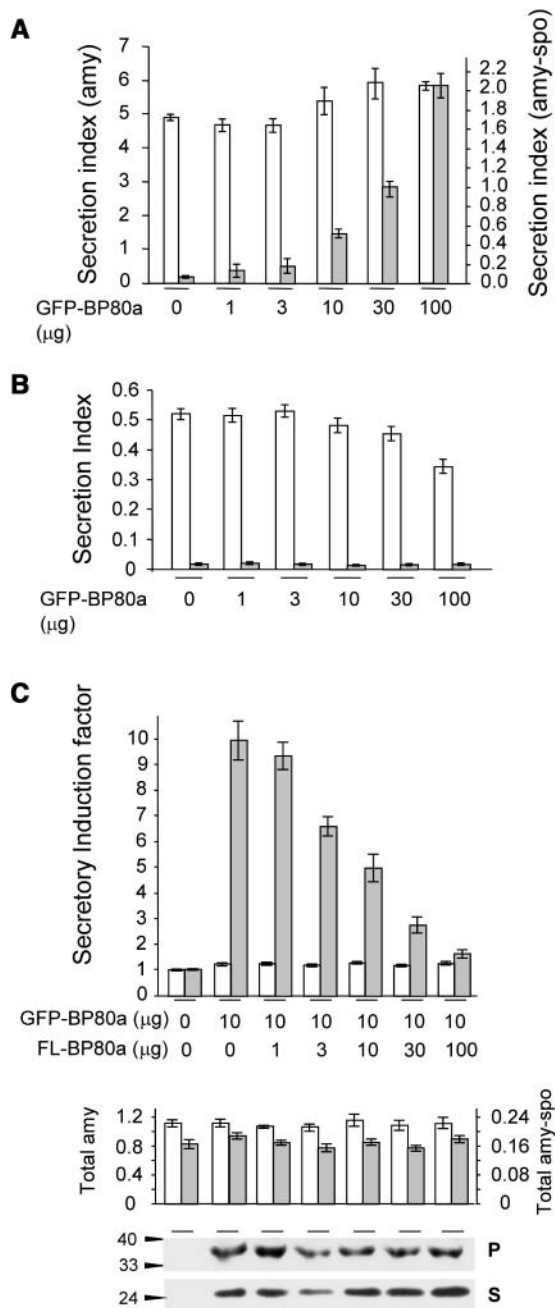 A
Secretion index (amy)
7
6
5
4
3
2
1
0
Secretion index (amy-spo)
2.2
2.0
1.8
1.6
1.4
1.2
1.0
0.8
0.6
0.4
0.2
0.0
GFP-BP80a 0 1 3 10 30 100
(μg)
B
Secretion Index
0.6
0.5
0.4
0.3
0.2
0.1
0
GFP-BP80a 0 1 3 10 30 100
(μg)
C
Secretory Induction factor
10
9
8
7
6
5
4
3
2
1
0
GFP-BP80a (μg) 0 10 10 10 10 10 10
FL-BP80a (μg) 0 0 1 3 10 30 100
Total amy
1.2
0.8
0.4
0
Total amy-spo
0.24
0.16
0.08
0
40
33
P
24
S